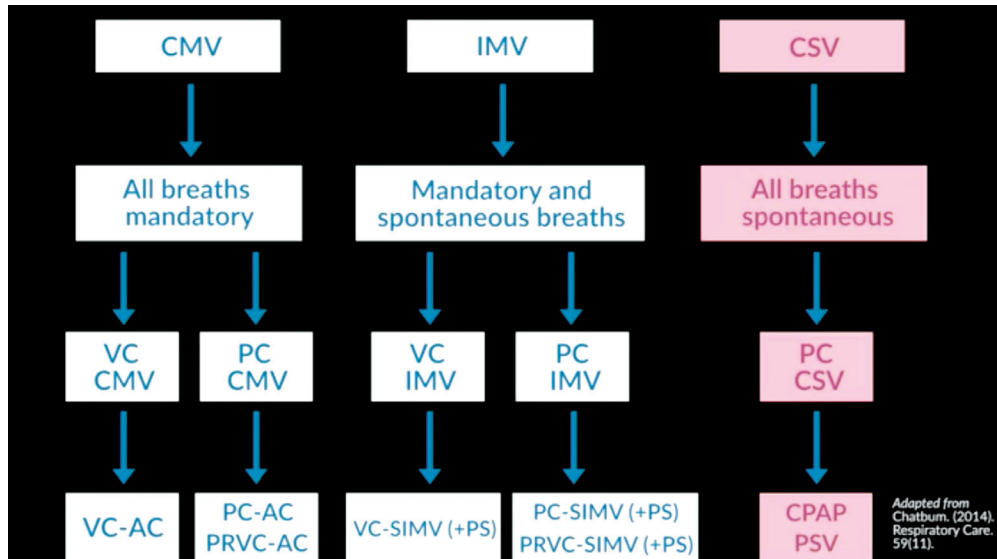 CMV
IMV
CSV
All breaths
mandatory
Mandatory and
spontaneous breaths
All breaths
spontaneous
VC
CMV
PC
CMV
VC
IMV
PC
IMV
PC
CSV
VC-AC
PC-AC
PRVC-AC
VC-SIMV (+PS)
PC-SIMV (+PS)
PRVC-SIMV (+PS)
CPAP
PSV
Adapted from
Chatburn. (2014).
Respiratory Care.
59(11).